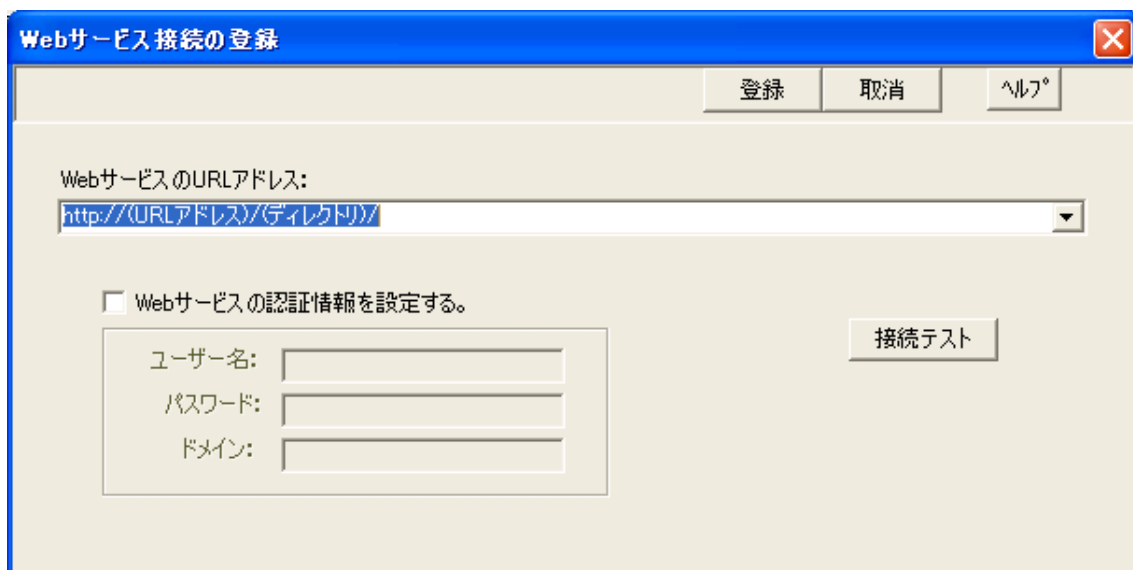 Webサービス接続の登録
登録 取消 ﾍﾙﾌﾟ
WebサービスのURLアドレス:
http://(URLアドレス)/(ディレクトリ)/
Webサービスの認証情報を設定する。
接続テスト
ユーザー名:
パスワード:
ドメイン: